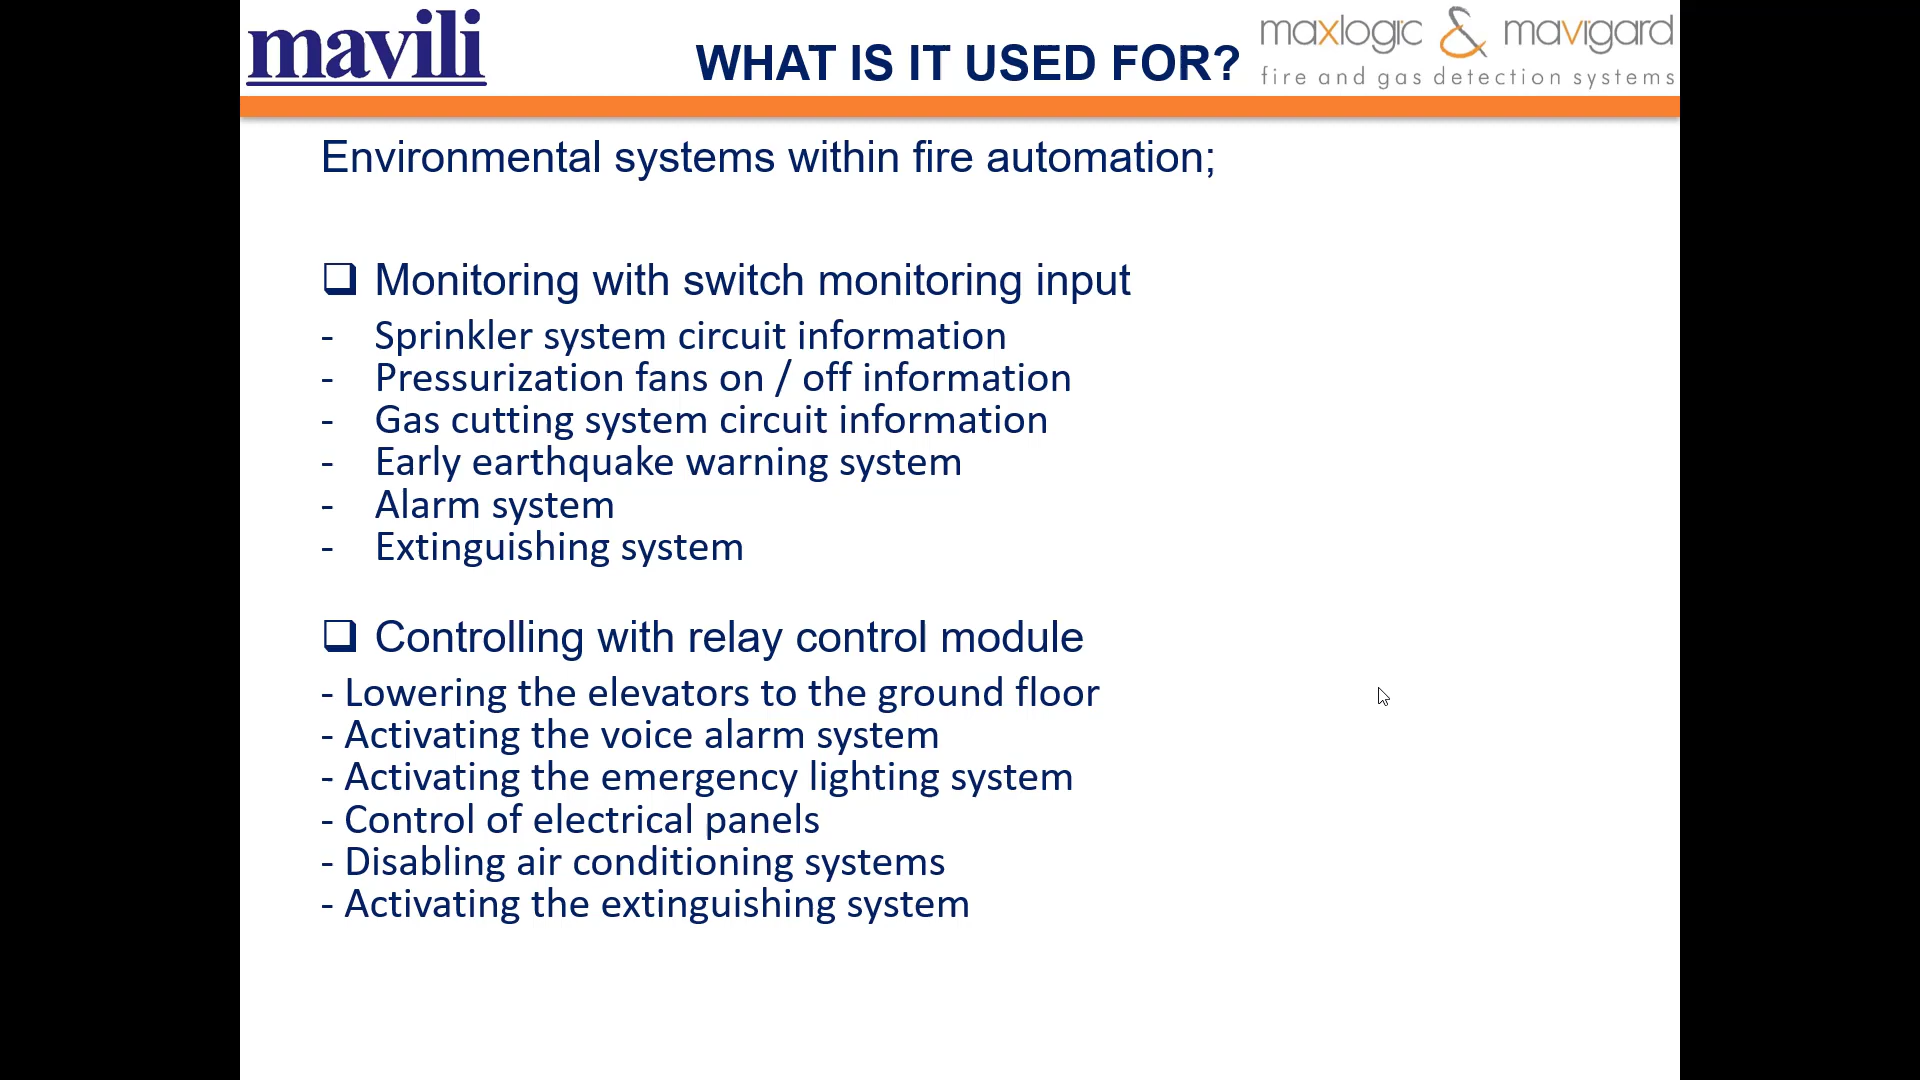 mavili
WHAT IS IT USED FOR?
maxlogic & mavigard
fire and gas detection systems
Environmental systems within fire automation;
❑ Monitoring with switch monitoring input
- Sprinkler system circuit information
- Pressurization fans on / off information
- Gas cutting system circuit information
- Early earthquake warning system
- Alarm system
- Extinguishing system
❑ Controlling with relay control module
- Lowering the elevators to the ground floor
- Activating the voice alarm system
- Activating the emergency lighting system
- Control of electrical panels
- Disabling air conditioning systems
- Activating the extinguishing system